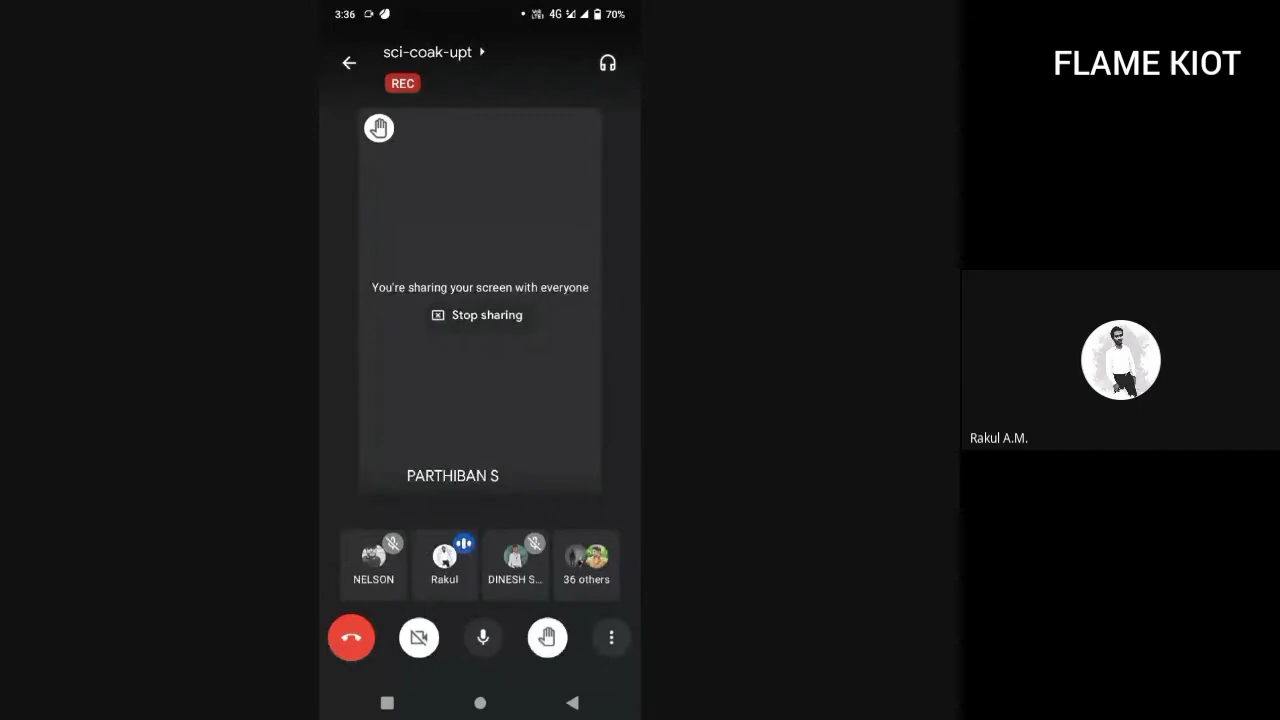 3:36
4G
70%
sci-coak-upt
REC
FLAME KIOT
You're sharing your screen with everyone
Stop sharing
PARTHIBAN S
NELSON
Rakul
DINESH S...
36 others
Rakul A.M.